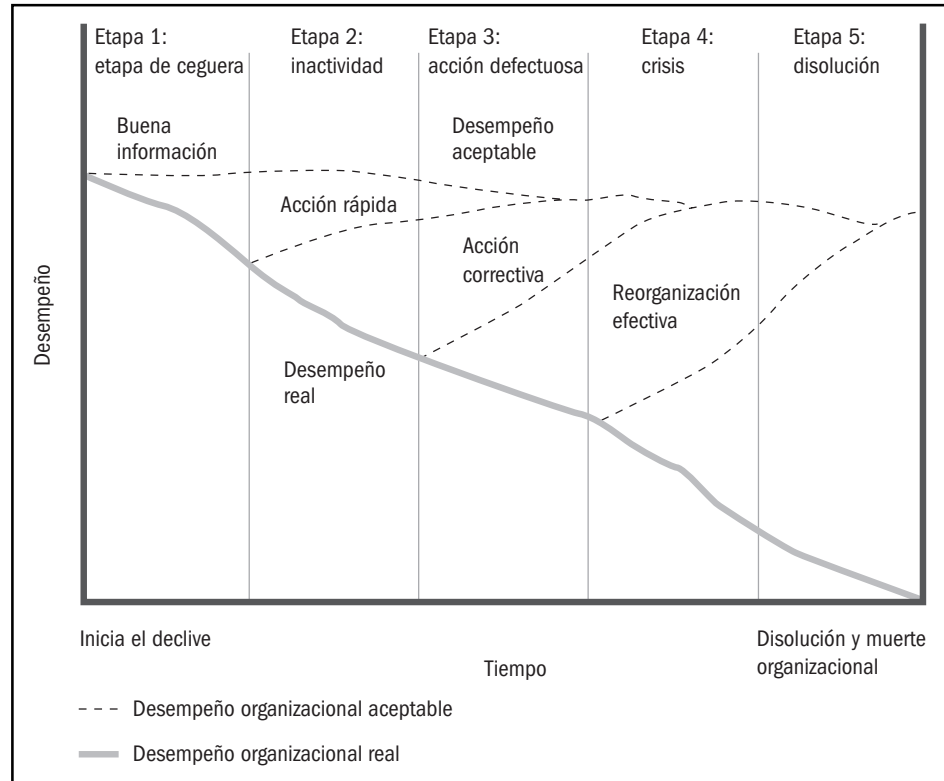 Etapa 1:
etapa de ceguera
Etapa 2:
inactividad
Etapa 3:
acción defectuosa
Etapa 4:
crisis
Etapa 5:
disolución
Buena
información
Desempeño
aceptable
Acción rápida
Acción
correctiva
Reorganización
efectiva
Desempeño
real
Desempeño
Inicia el declive
Tiempo
Disolución y muerte
organizacional
Desempeño organizacional aceptable
Desempeño organizacional real